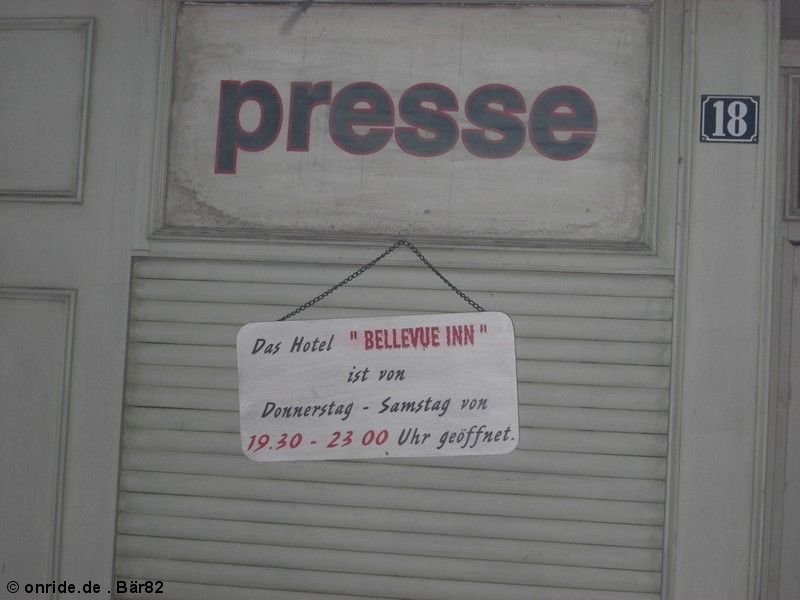 presse
18
Das Hotel " BELLEVUE INN "
ist von
Donnerstag - Samstag von
19.30 - 23 00 Uhr geöffnet.
© onride.de . Bär82